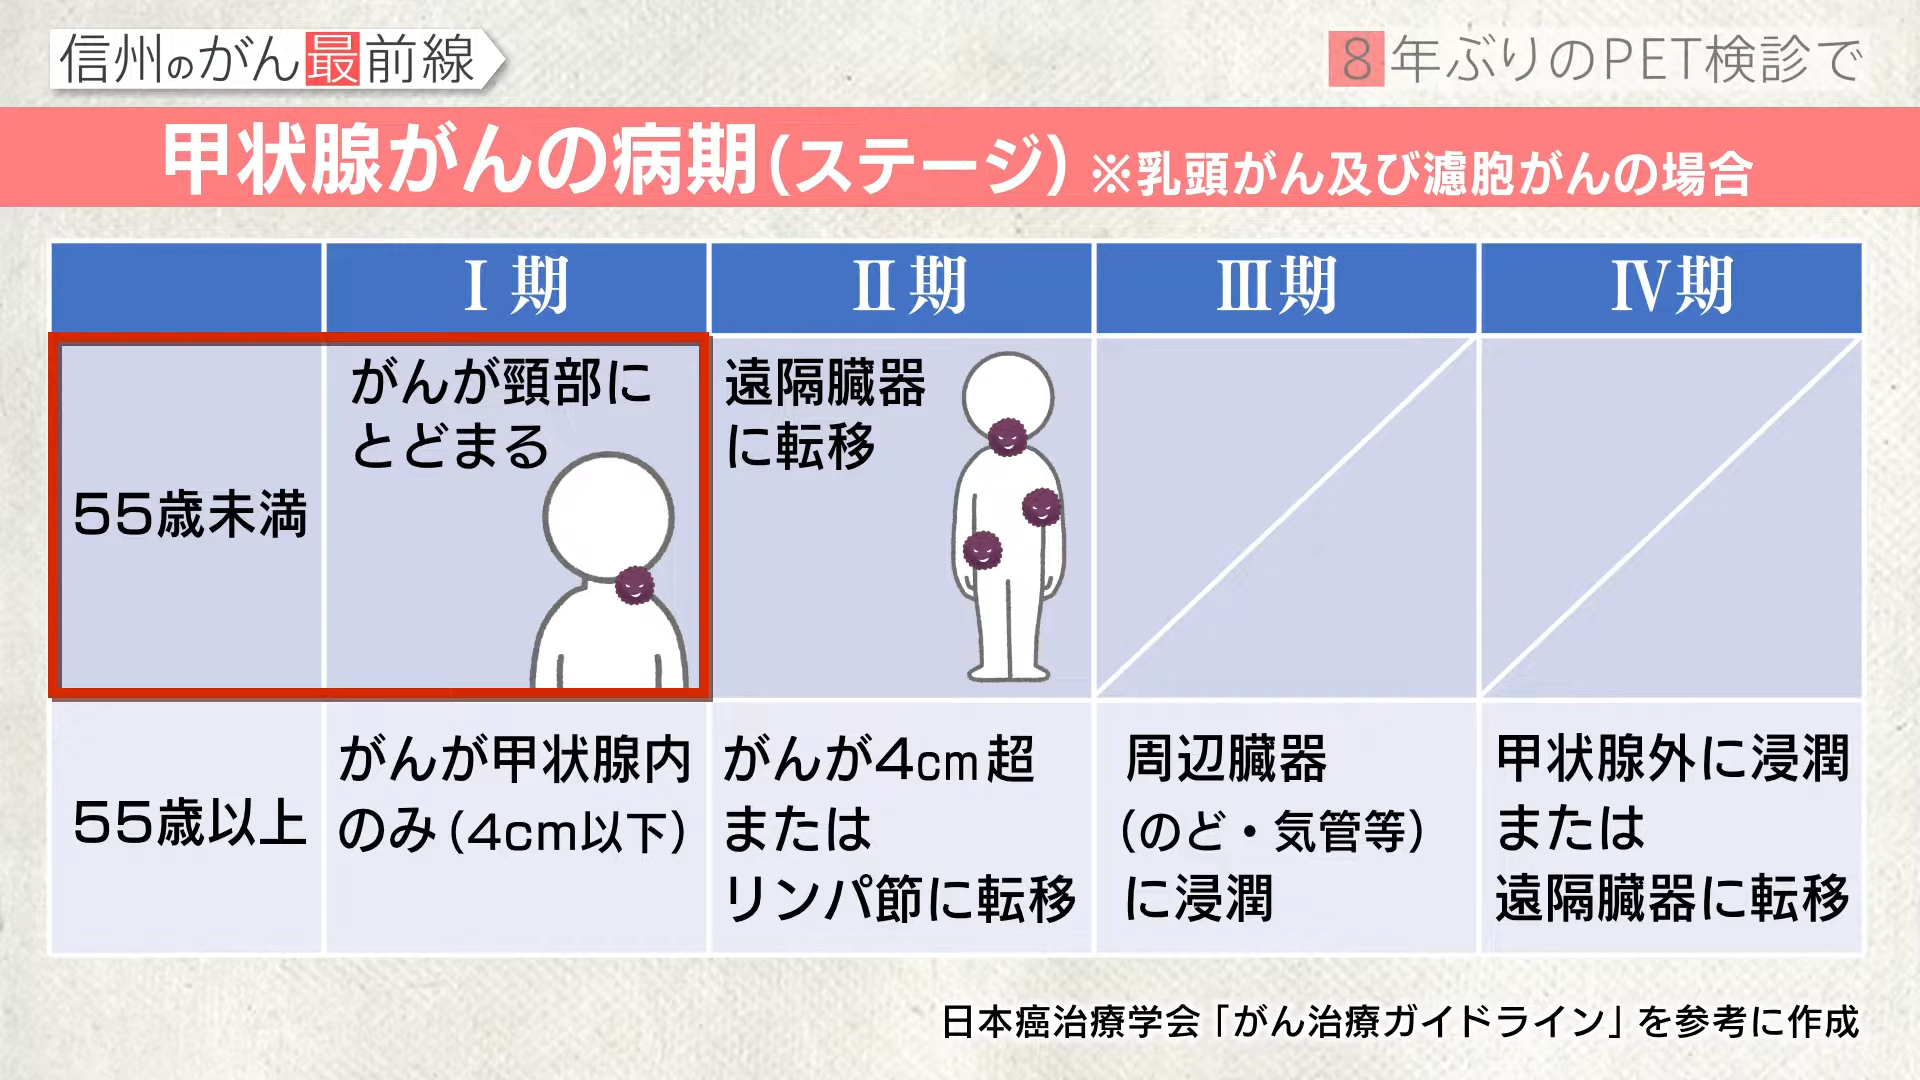 信州のがん最前線
8年ぶりのPET検診で
甲状腺がんの病期(ステージ) ※乳頭がん及び濾胞がんの場合
Ⅰ期
Ⅱ期
Ⅲ期
Ⅳ期
55歳未満
がんが頸部に
とどまる
遠隔臓器
に転移
55歳以上
がんが甲状腺内
のみ(4cm以下)
がんが4cm超
または
リンパ節に転移
周辺臓器
(のど・気管等)
に浸潤
甲状腺外に浸潤
または
遠隔臓器に転移
日本癌治療学会「がん治療ガイドライン」を参考に作成